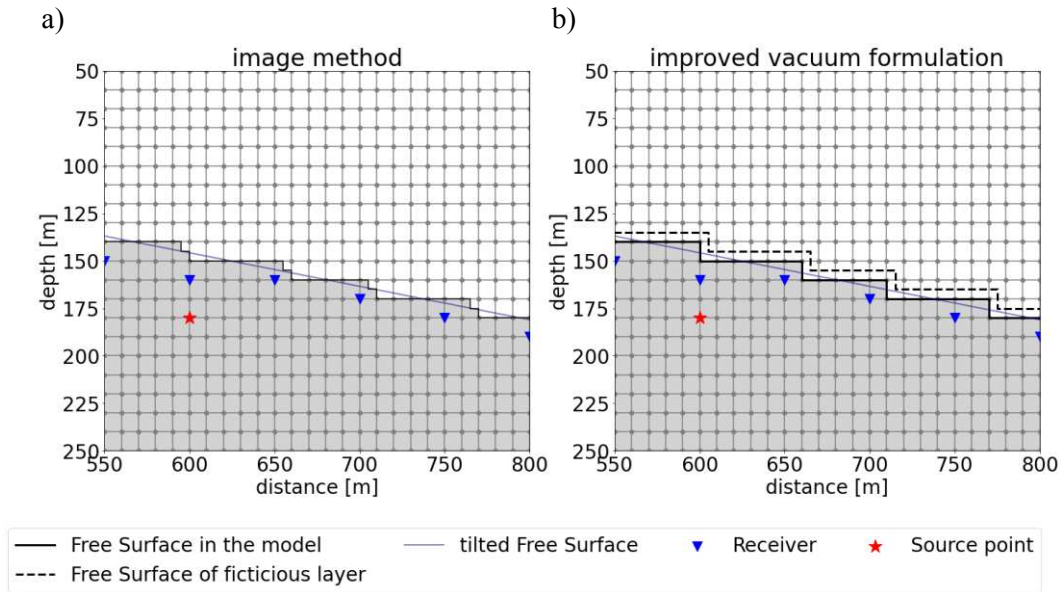 a)
b)
image method
improved vacuum formulation
50
75
100
125
150
175
200
225
250
depth [m]
550
600
650
700
750
800
distance [m]
50
75
100
125
150
175
200
225
250
depth [m]
550
600
650
700
750
800
distance [m]
Free Surface in the model
tilted Free Surface
Receiver
Source point
Free Surface of ficticious layer